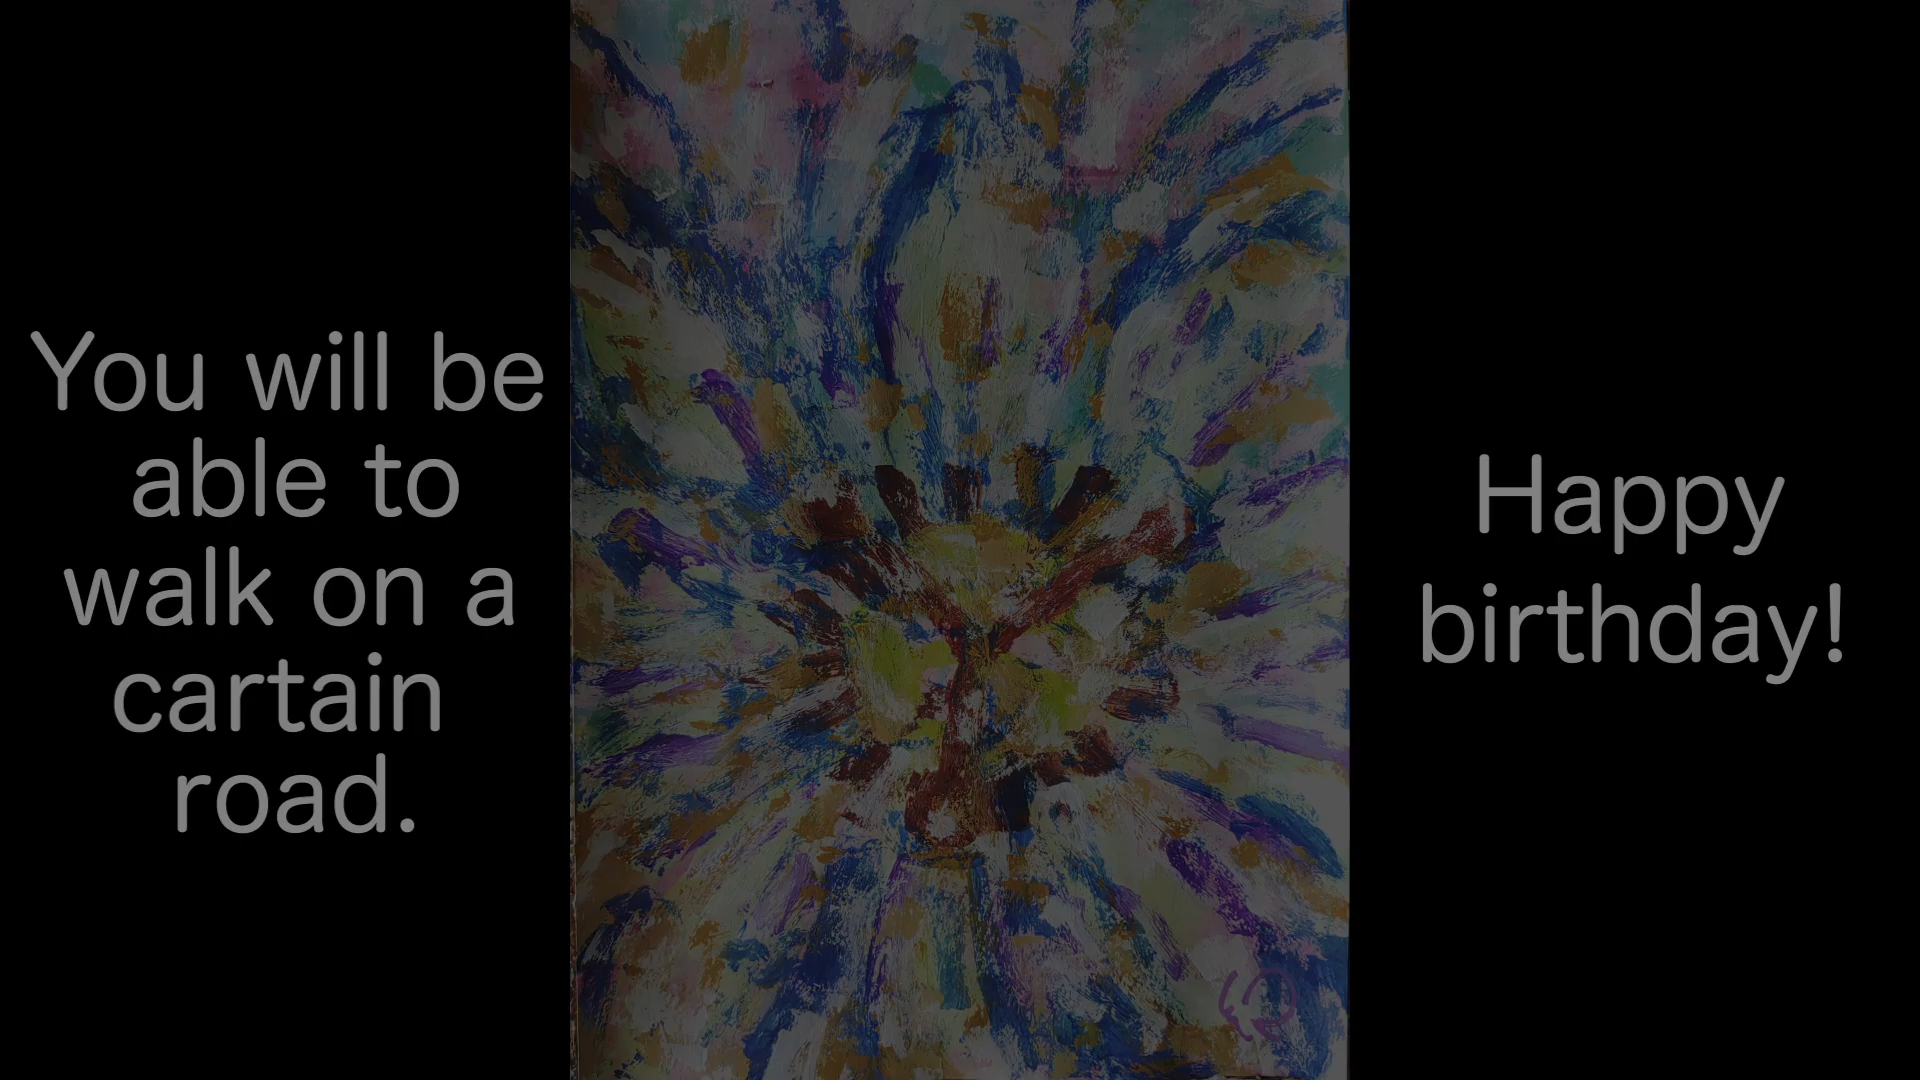 You will be
able to
walk on a
cartain
road.
Happy
birthday!